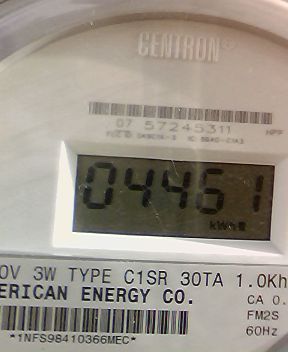 CENTRON®
07 57245311
04461
kWh
0V 3W TYPE C1SR 30TA 1.0Kh
ERICAN ENERGY CO.
CA 0.
FM2S
60Hz
*1NFS98410366MEC*